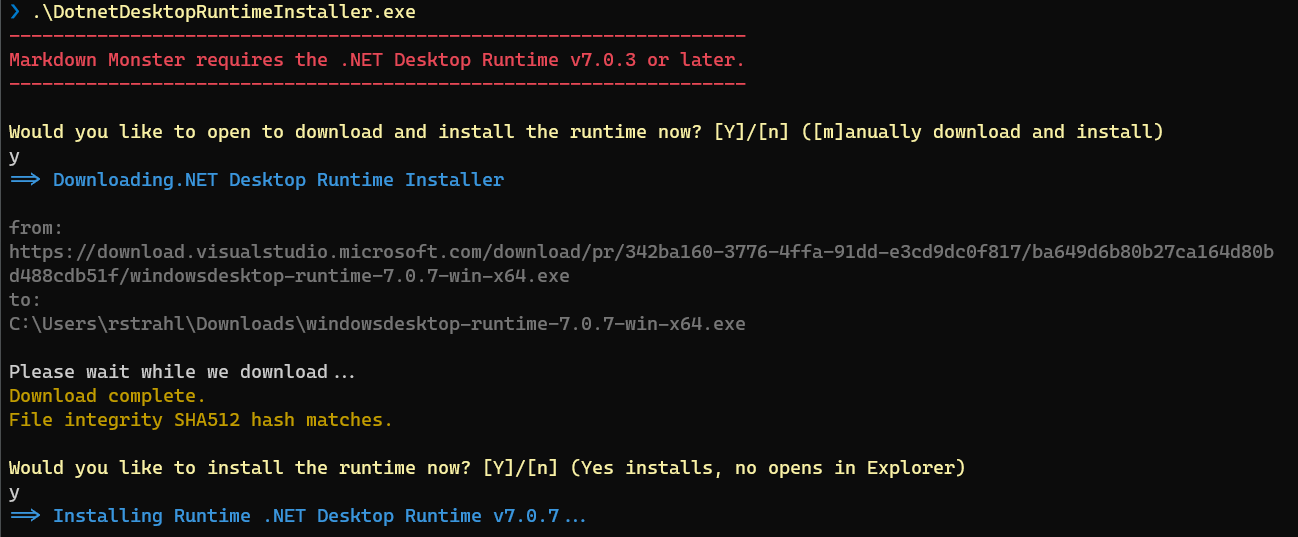 ❯ .\DotnetDesktopRuntimeInstaller.exe
-------------------------------------------------------------------
Markdown Monster requires the .NET Desktop Runtime v7.0.3 or later.
-------------------------------------------------------------------
Would you like to open to download and install the runtime now? [Y]/[n] ([m]anually download and install)
y
==> Downloading.NET Desktop Runtime Installer
from:
https://download.visualstudio.microsoft.com/download/pr/342ba160-3776-4ffa-91dd-e3cd9dc0f817/ba649d6b80b27ca164d80b
d488cdb51f/windowsdesktop-runtime-7.0.7-win-x64.exe
to:
C:\Users\rstrahl\Downloads\windowsdesktop-runtime-7.0.7-win-x64.exe
Please wait while we download...
Download complete.
File integrity SHA512 hash matches.
Would you like to install the runtime now? [Y]/[n] (Yes installs, no opens in Explorer)
y
==> Installing Runtime .NET Desktop Runtime v7.0.7...